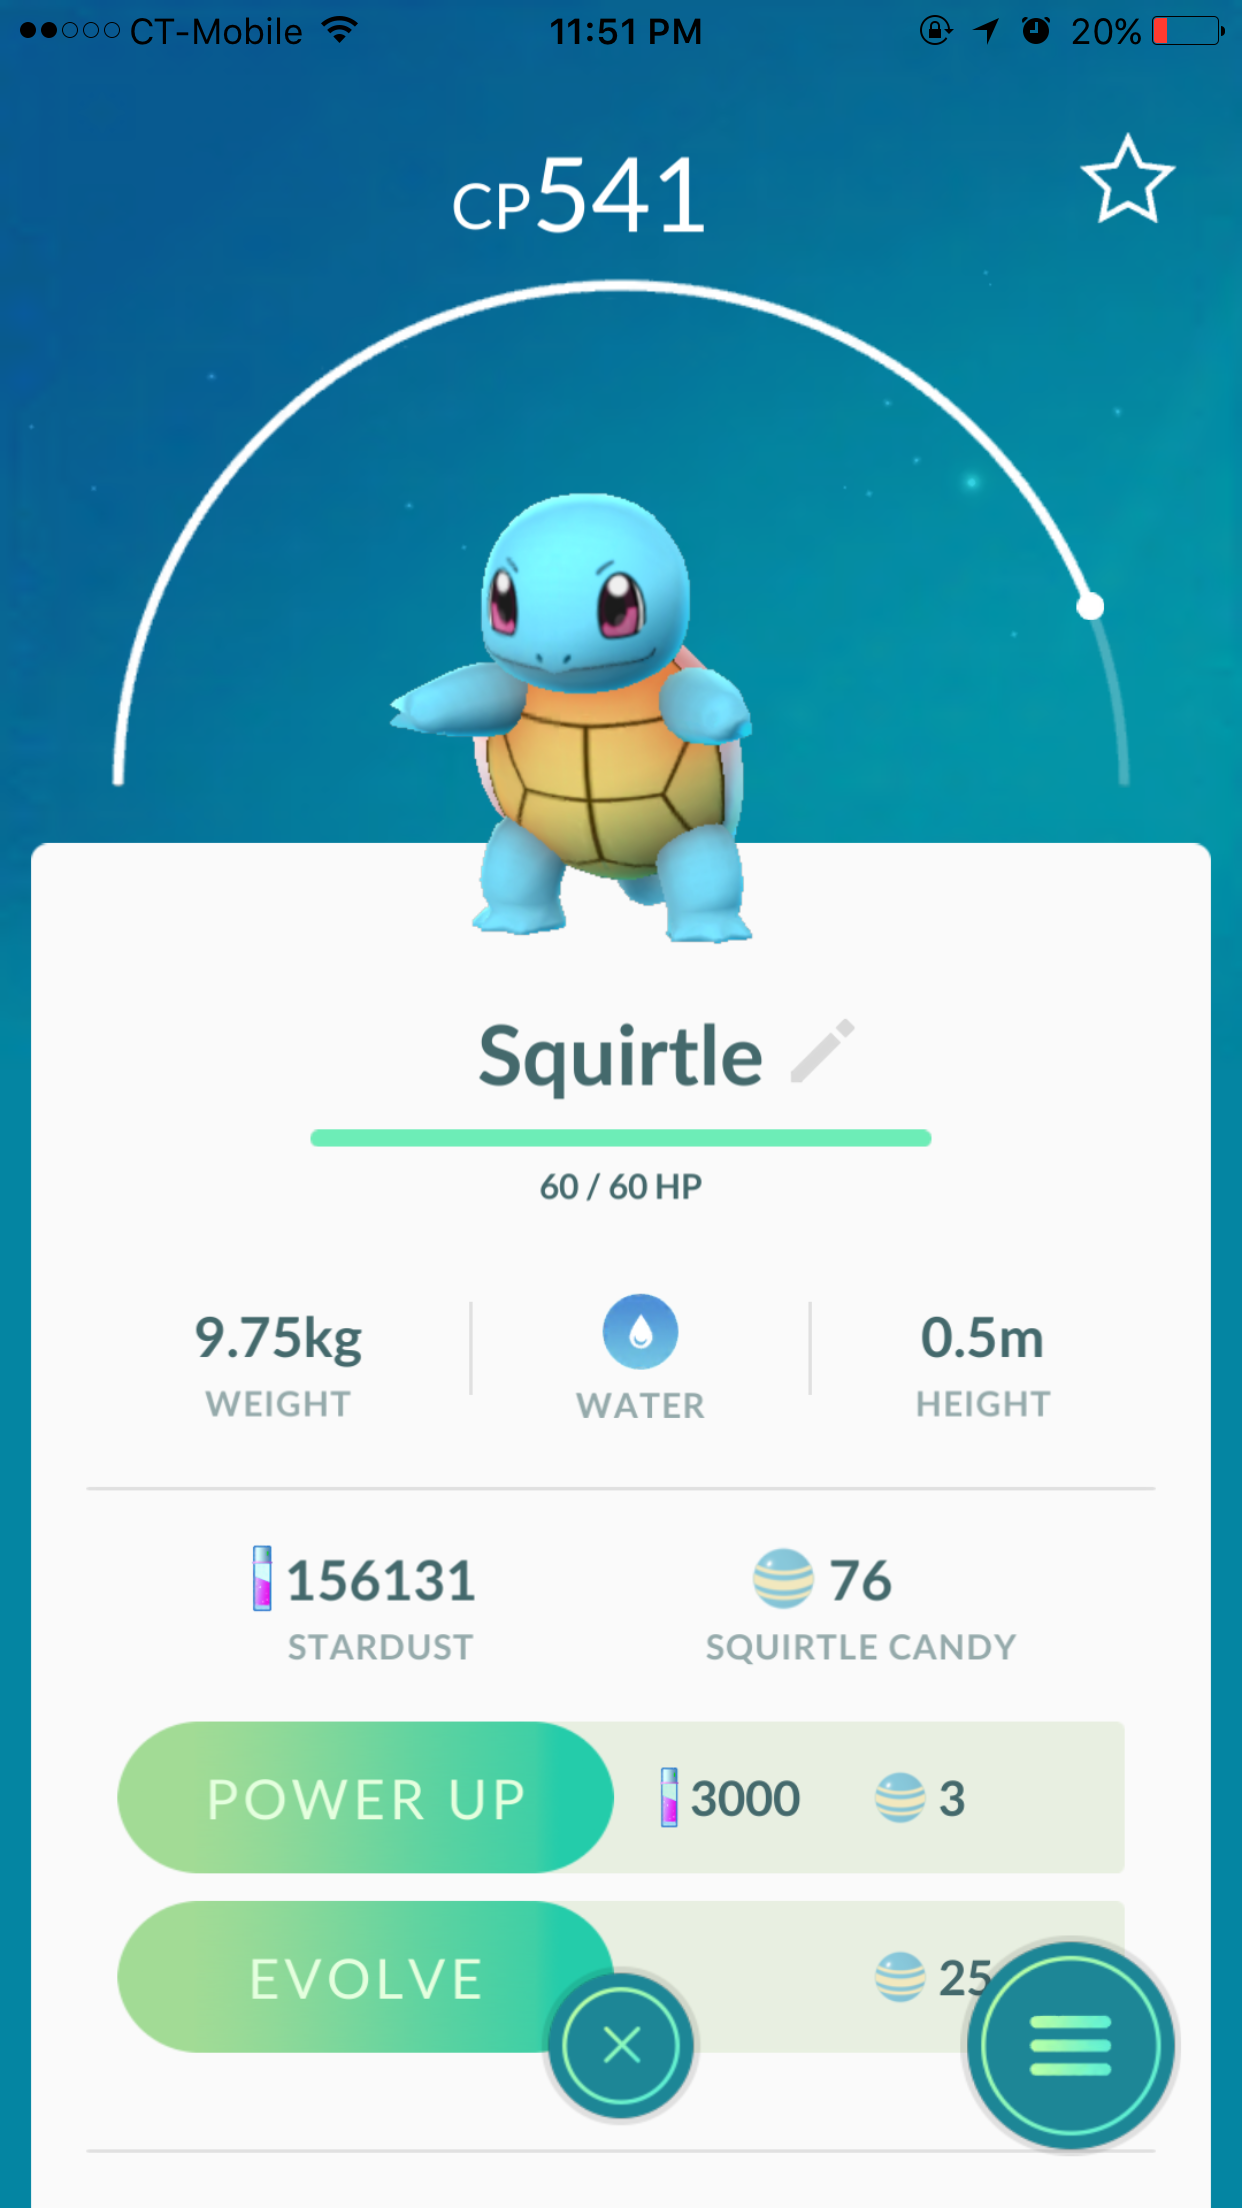 CT-Mobile 11:51 PM 20%
CP541
Squirtle
60 / 60 HP
9.75kg 0.5m
WEIGHT WATER HEIGHT
156131 76
STARDUST SQUIRTLE CANDY
POWER UP 3000 3
EVOLVE 25